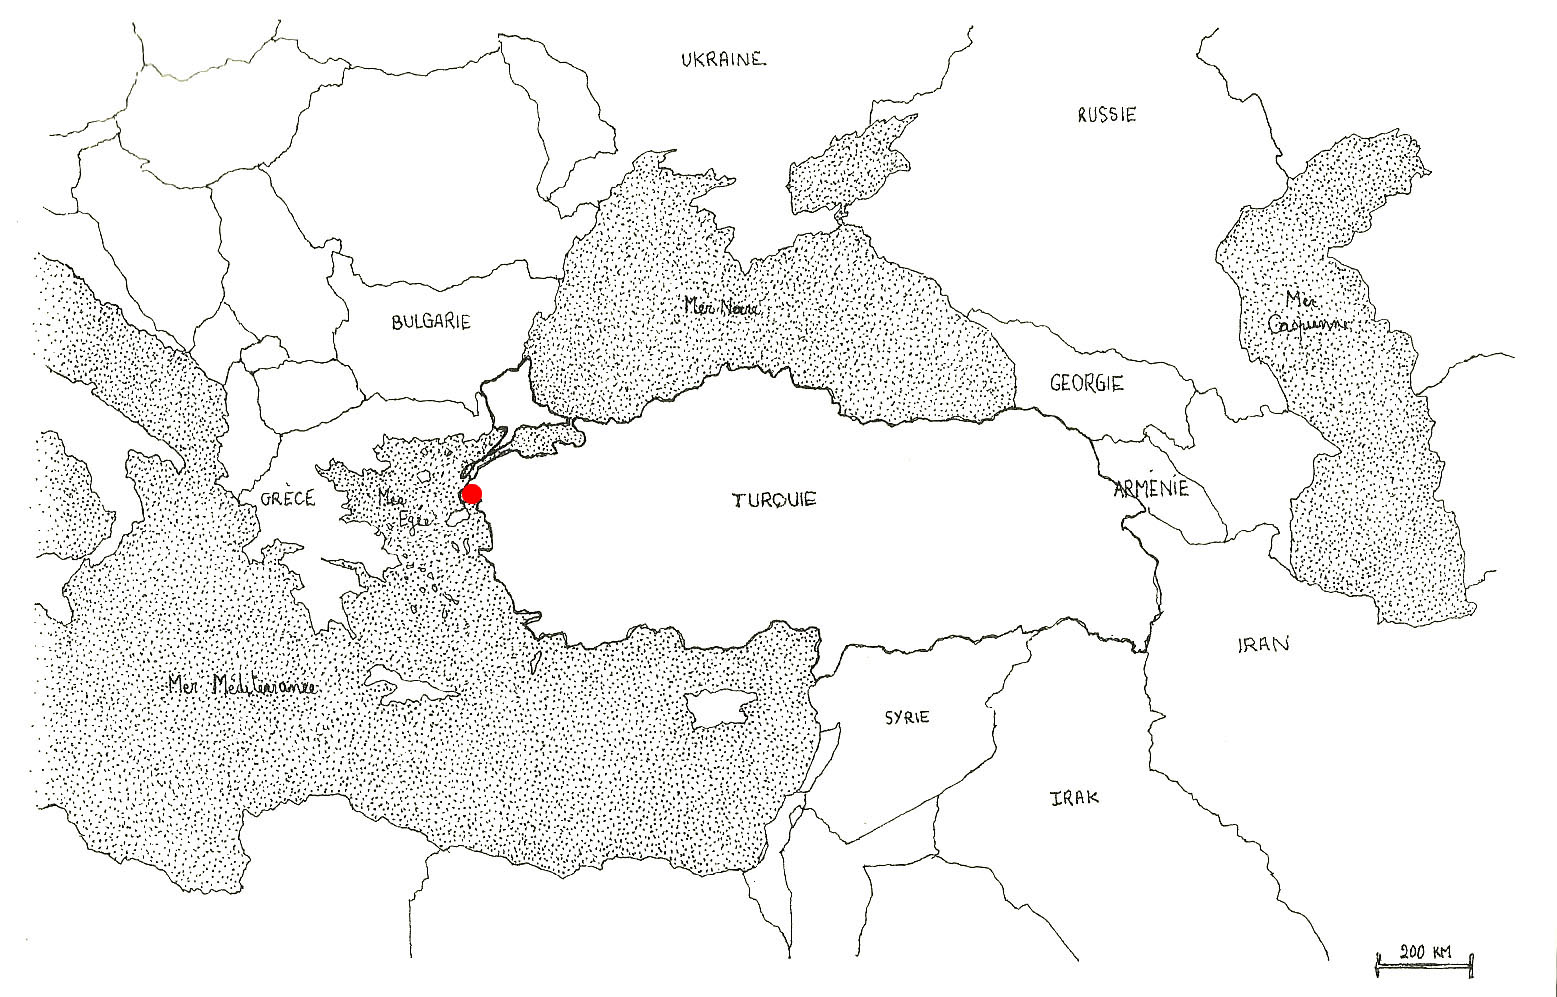 UKRAINE
RUSSIE
Mer Noire
Mer
Caspienne
BULGARIE
GEORGIE
ARMÉNIE
GRÈCE
Mer
Egée
TURQUIE
IRAN
Mer Méditerranée
SYRIE
IRAK
200 KM